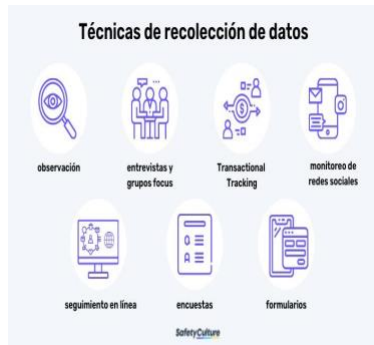 Técnicas de recolección de datos
observación
entrevistas y
grupos focus
Transactional
Tracking
monitoreo de
redes sociales
seguimiento en línea
encuestas
formularios
SafetyCulture